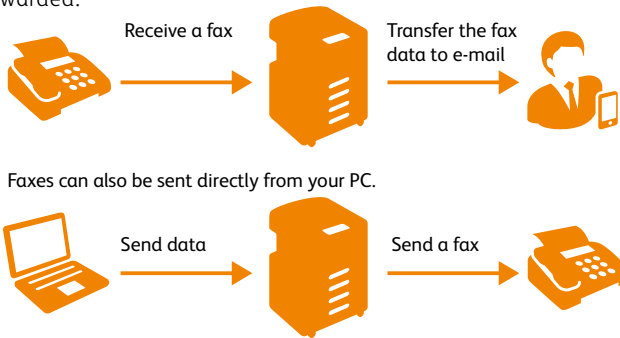 warded.
Receive a fax
Transfer the fax
data to e-mail
Faxes can also be sent directly from your PC.
Send data
Send a fax